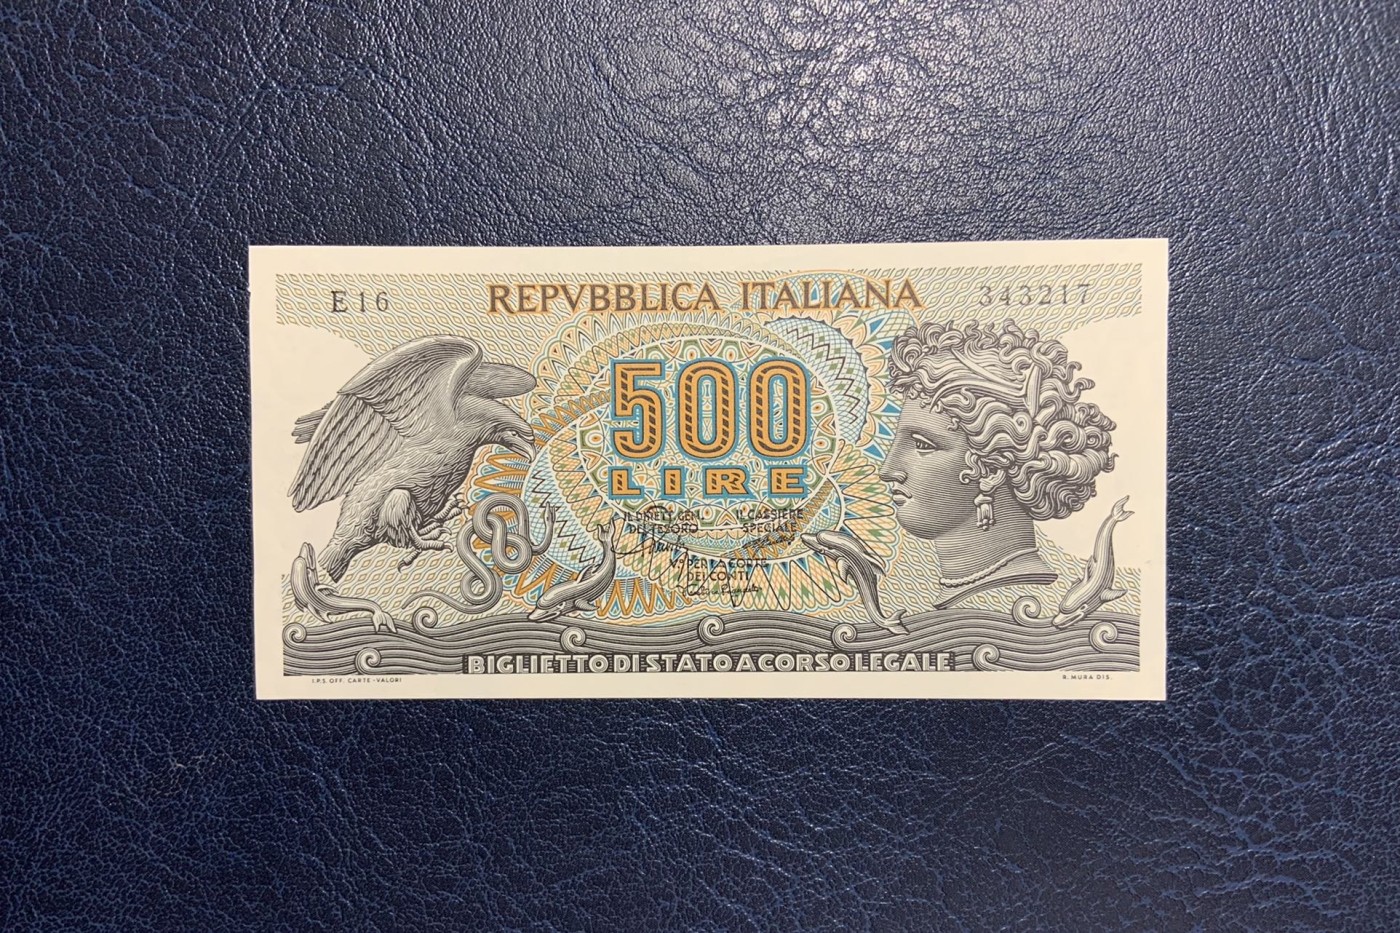 E16
REPVBBLICA ITALIANA
343217
500
LIRE
IL DIRETT. GEN.
DEL TESORO
IL CASSIERE
SPECIALE
Vº PER LA CORTE
DEI CONTI
BIGLIETTO DI STATO A CORSO LEGALE
I.P.S. OFF. CARTE-VALORI
R. MURA DIS.